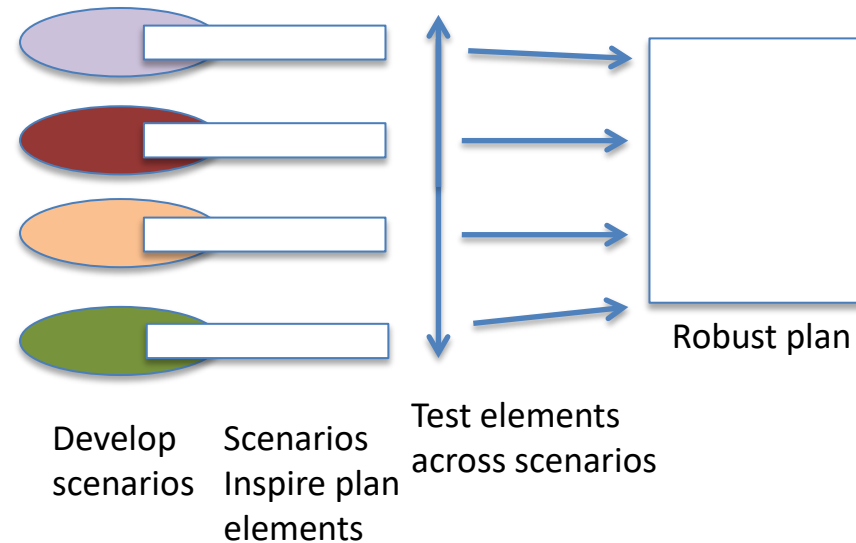 Robust plan
Develop
scenarios
Scenarios
Inspire plan
elements
Test elements
across scenarios